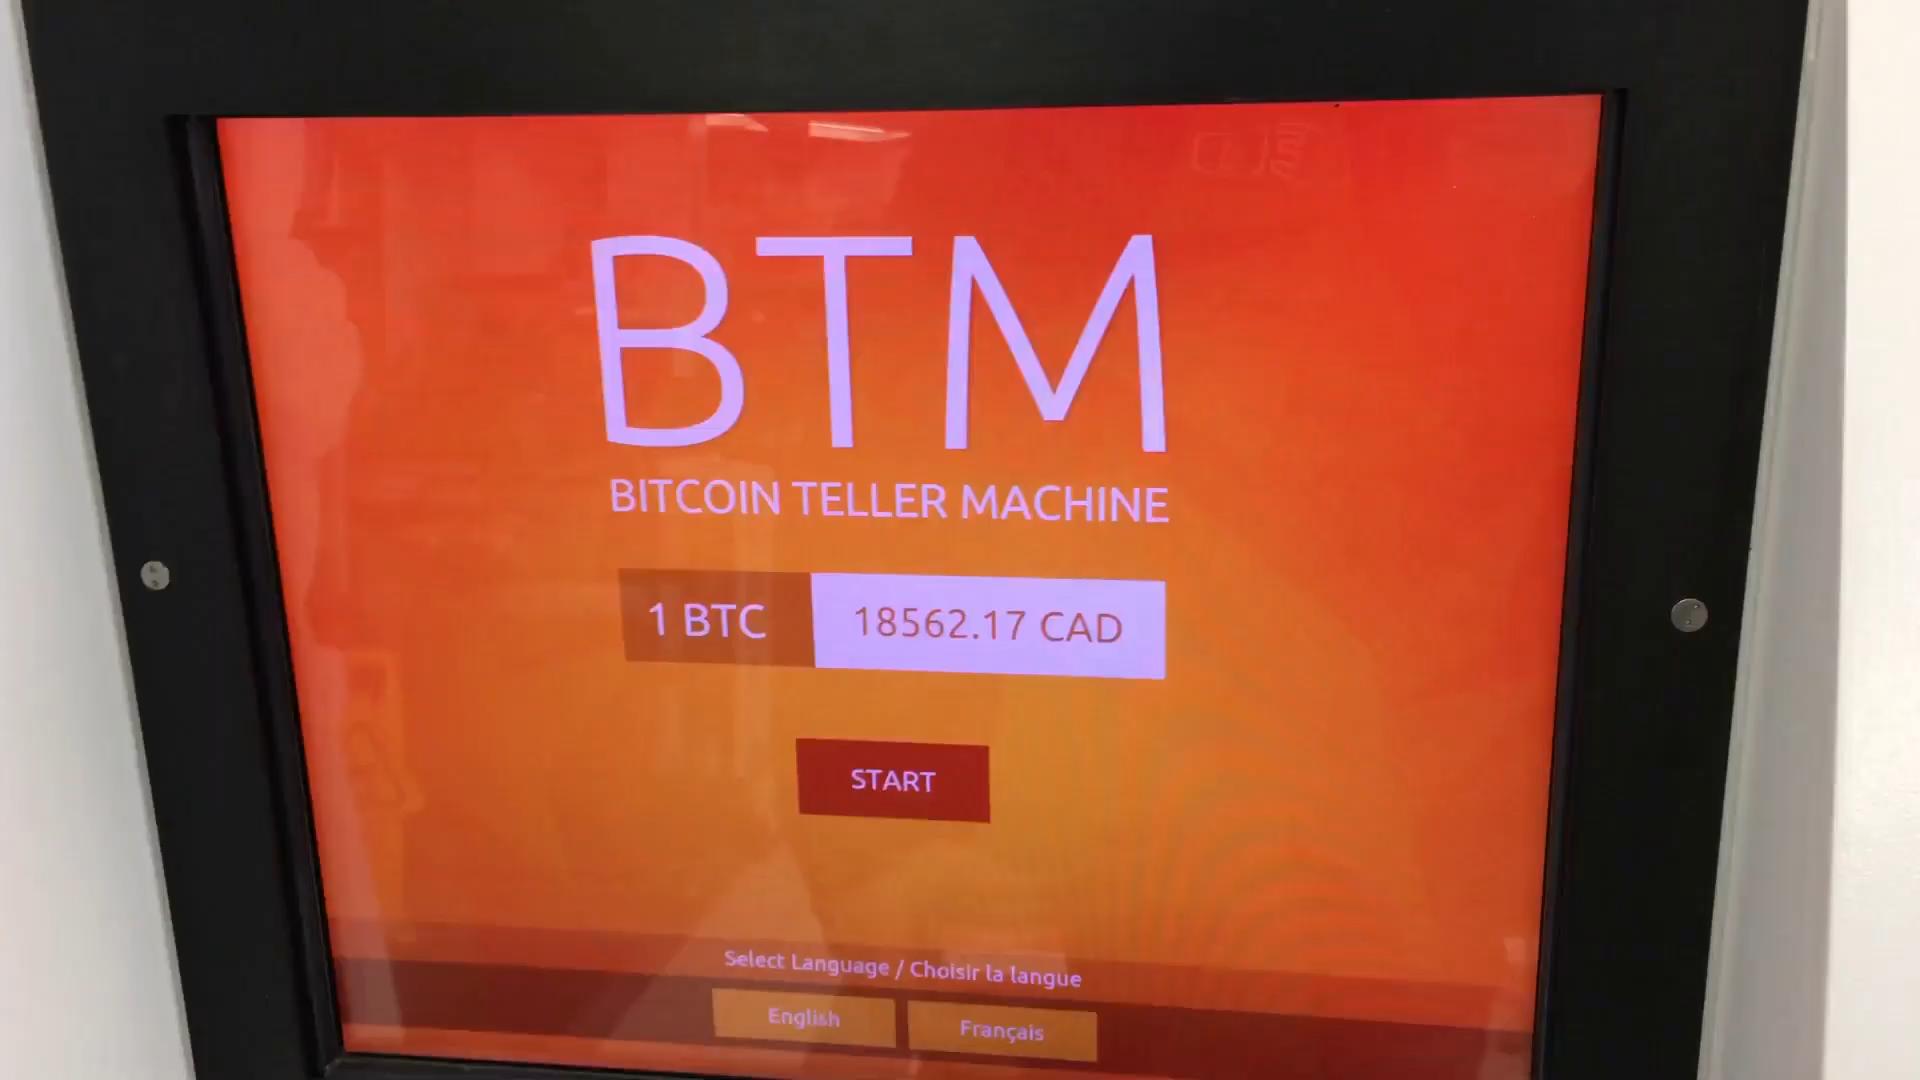 BTM
BITCOIN TELLER MACHINE
1 BTC 18562.17 CAD
START
Select Language / Choisir la langue
English Français